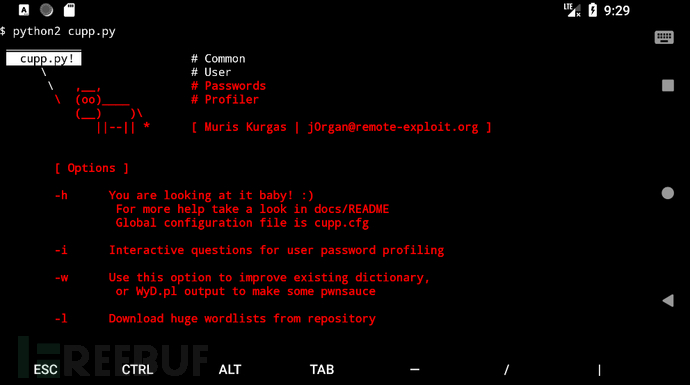 A
LTE
9:29
$ python2 cupp.py
cupp.py!                # Common
\                     # User
\   ,__,             # Passwords
\  (oo)____         # Profiler
(__)    )\
||--|| *      [ Muris Kurgas | j0rgan@remote-exploit.org ]
[ Options ]
-h      You are looking at it baby! :)
For more help take a look in docs/README
Global configuration file is cupp.cfg
-i      Interactive questions for user password profiling
-w      Use this option to improve existing dictionary,
or WyD.pl output to make some pwnsauce
-l      Download huge wordlists from repository
FREEBUF
ESC CTRL ALT TAB — / |